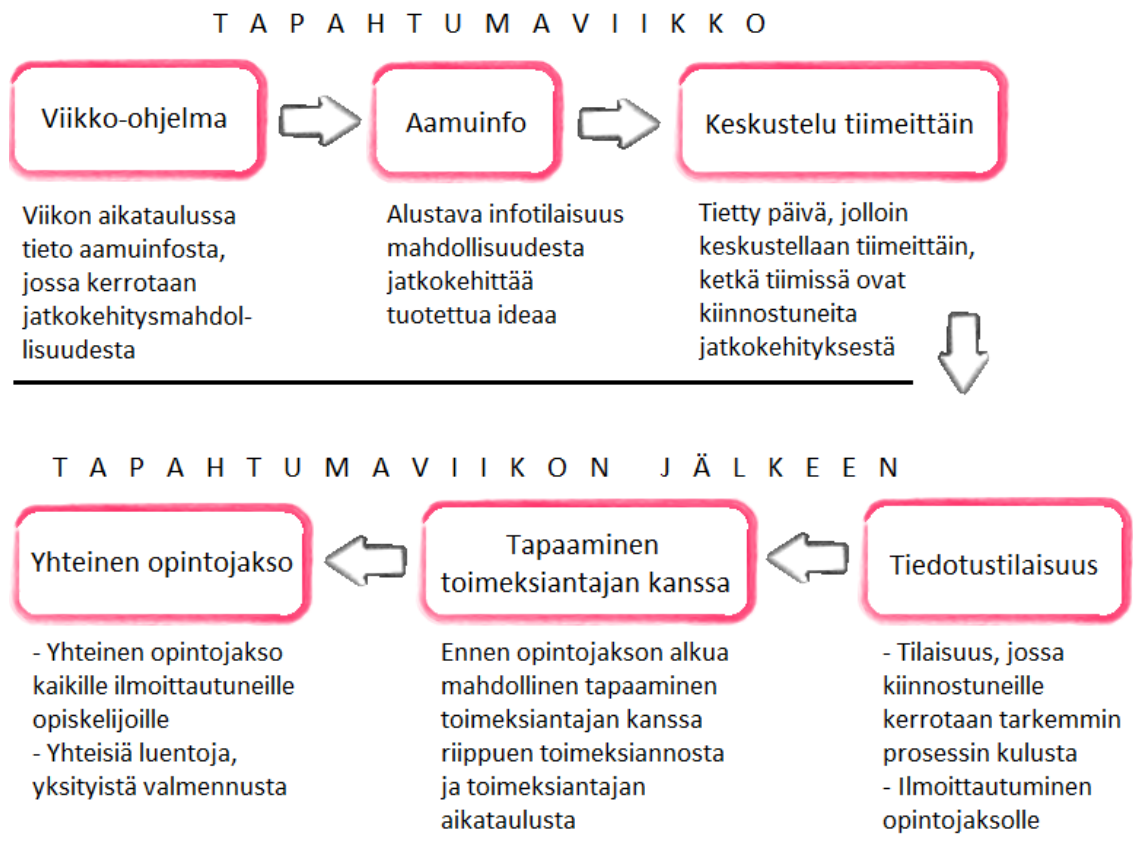 T A P A H T U M A V I I K K O
Viikko-ohjelma
Viikon aikataulussa
tieto aamuinfosta,
jossa kerrotaan
jatkokehitysmahdol-
lisuudesta
Aamuinfo
Alustava infotilaisuus
mahdollisuudesta
jatkokehittää
tuotettua ideaa
Keskustelu tiimeittäin
Tietty päivä, jolloin
keskustellaan tiimeittäin,
ketkä tiimissä ovat
kiinnostuneita
jatkokehityksestä
T A P A H T U M A V I I K O N J Ä L K E E N
Tiedotustilaisuus
- Tilaisuus, jossa
kiinnostuneille
kerrotaan tarkemmin
prosessin kulusta
- Ilmoittautuminen
opintojaksolle
Tapaaminen
toimeksiantajan kanssa
Ennen opintojakson alkua
mahdollinen tapaaminen
toimeksiantajan kanssa
riippuen toimeksiannosta
ja toimeksiantajan
aikataulusta
Yhteinen opintojakso
- Yhteinen opintojakso
kaikille ilmoittautuneille
opiskelijoille
- Yhteisiä luentoja,
yksityistä valmennusta